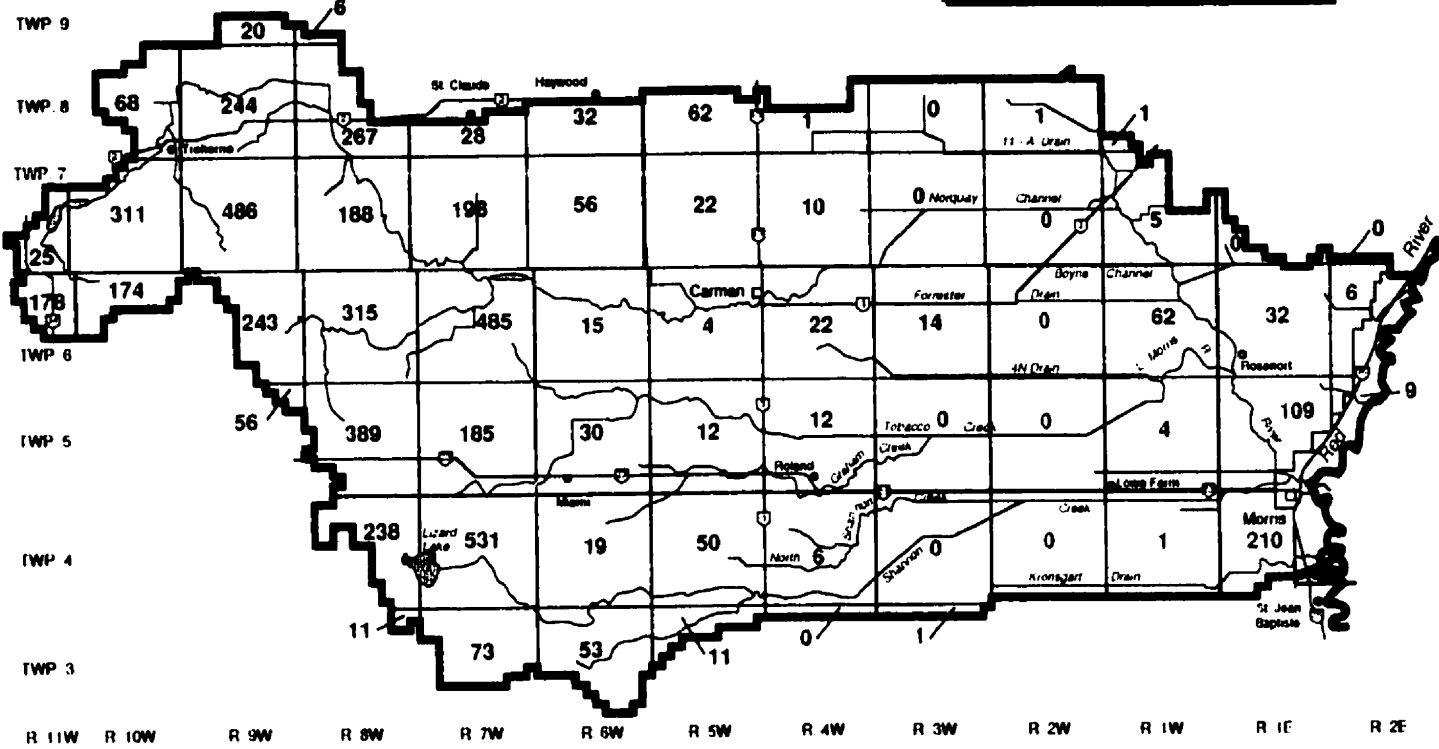 TWP 9
20
6
St. Claude
Haywood
TWP. 8
68
244
2
267
2
28
32
62
1
0
1
1
11 - A Drain
2
Treherne
TWP 7
311
486
188
198
56
22
10
0
Norquay Channel
0
5
0
0
River
25
Boyne Channel
178
174
Carman
Forrester Drain
6
243
315
485
15
4
22
14
0
62
32
Morris R
Rosenort
TWP 6
4N Drain
56
9
TWP 5
389
185
30
12
12
Tobacco Creek
0
0
4
109
River
Red
Roland
Graham Creek
Miami
Lowe Farm
Shannon Creek
Creek
Morris
238
Lizard Lake
531
19
50
North
6
Shannon
0
0
1
210
TWP 4
Kronsgart Drain
11
0
1
St. Jean Baptiste
73
53
11
TWP 3
R 11W R 10W R 9W R 8W R 7W R 6W R 5W R 4W R 3W R 2W R 1W R 1E R 2E